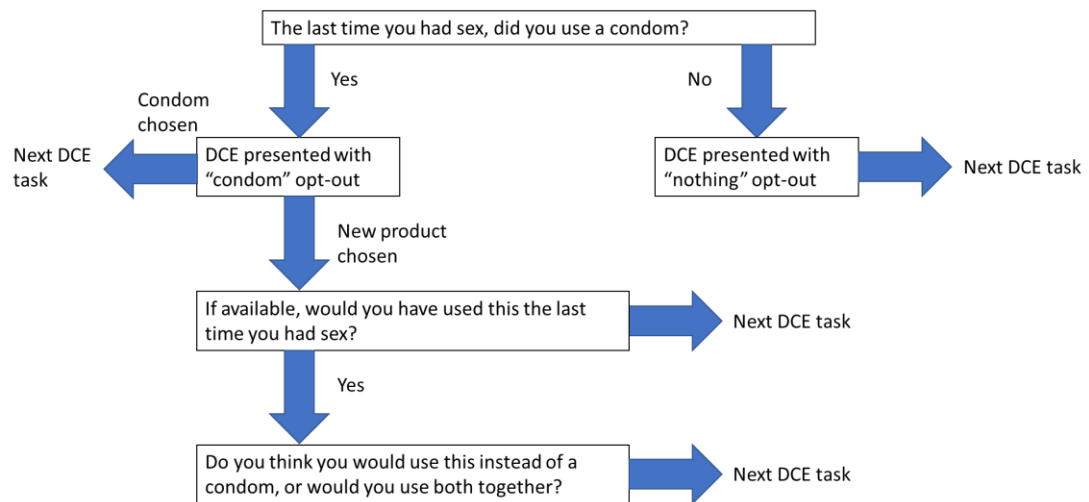 The last time you had sex, did you use a condom?
Yes
No
Condom
chosen
Next DCE
task
DCE presented with
“condom” opt-out
DCE presented with
“nothing” opt-out
Next DCE task
New product
chosen
If available, would you have used this the last
time you had sex?
Next DCE task
Yes
Do you think you would use this instead of a
condom, or would you use both together?
Next DCE task